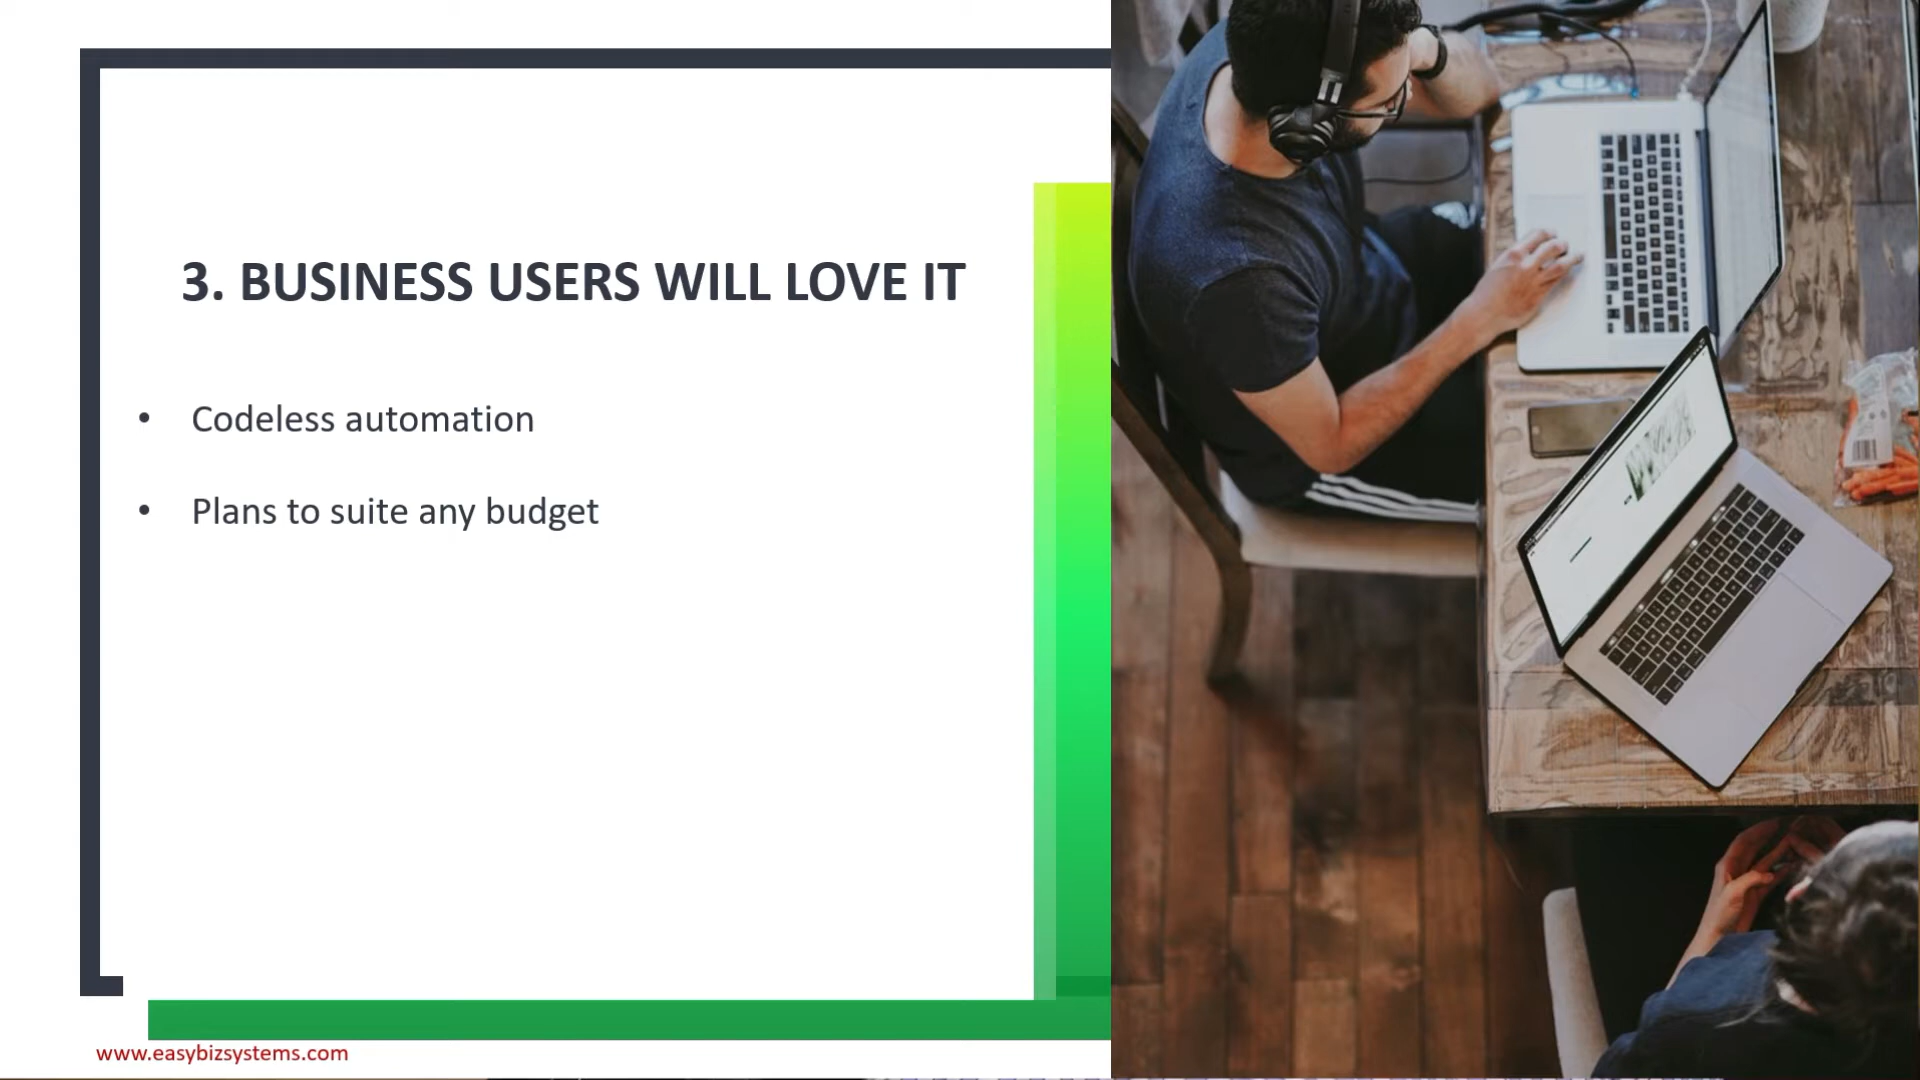 3. BUSINESS USERS WILL LOVE IT
• Codeless automation
• Plans to suite any budget
www.easybizsystems.com